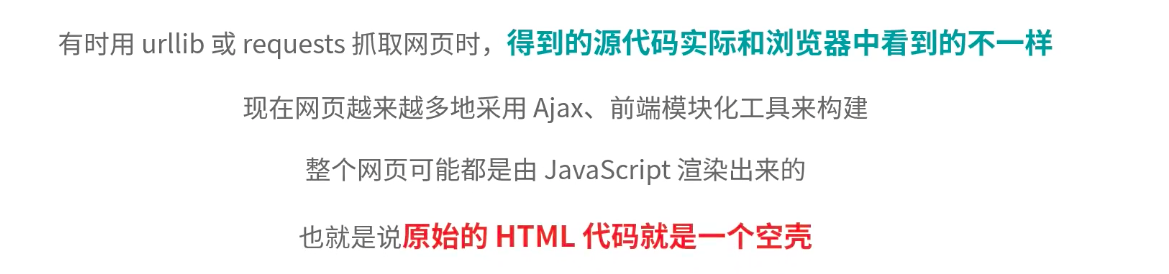 有时用 urllib 或 requests 抓取网页时，得到的源代码实际和浏览器中看到的不一样
现在网页越来越多地采用 Ajax、前端模块化工具来构建
整个网页可能都是由 JavaScript 渲染出来的
也就是说原始的 HTML 代码就是一个空壳